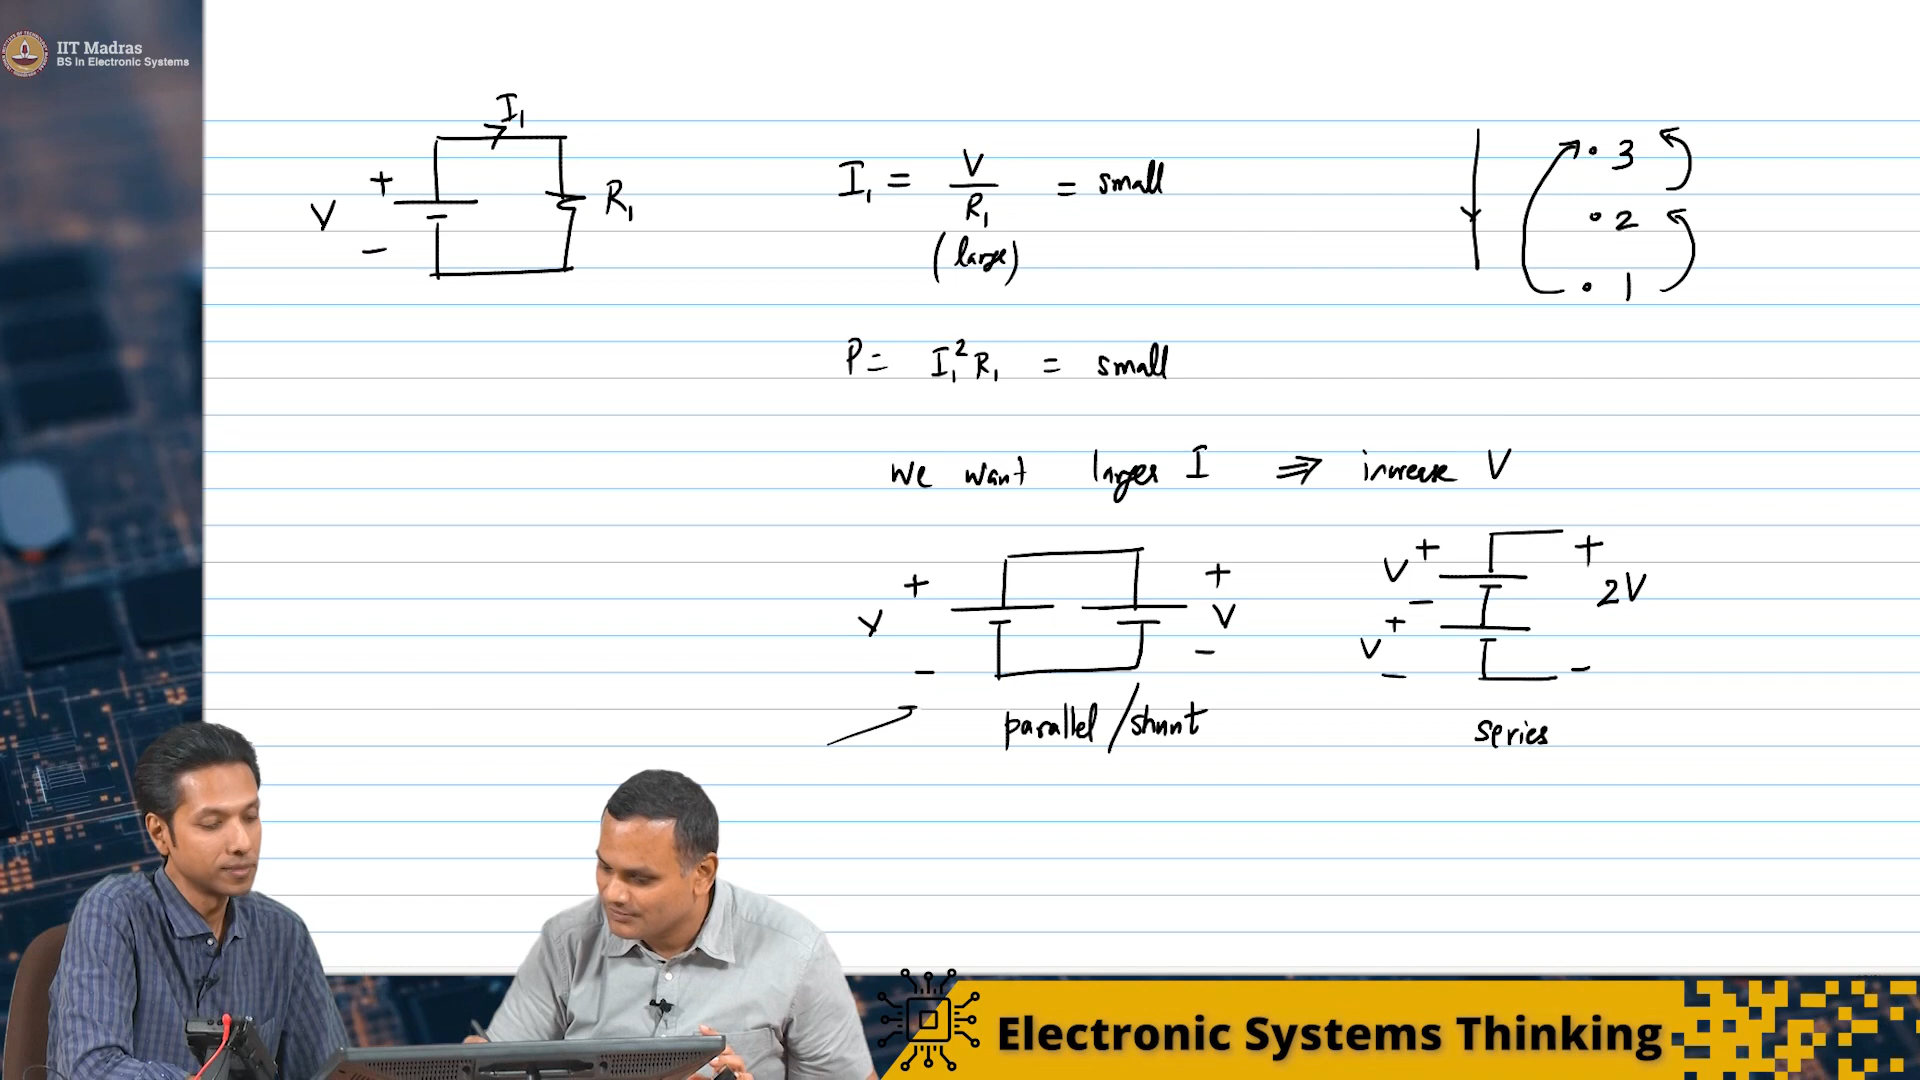 IIT Madras
BS in Electronic Systems
I₁
+
V
−
R₁
I₁ = V/R₁ = small
(large)
3
2
1
P = I₁²R₁ = small
We want larger I ⇒ increase V
+ V −
+ V −
parallel/shunt
V + −
V + −
+ 2V −
series
Electronic Systems Thinking